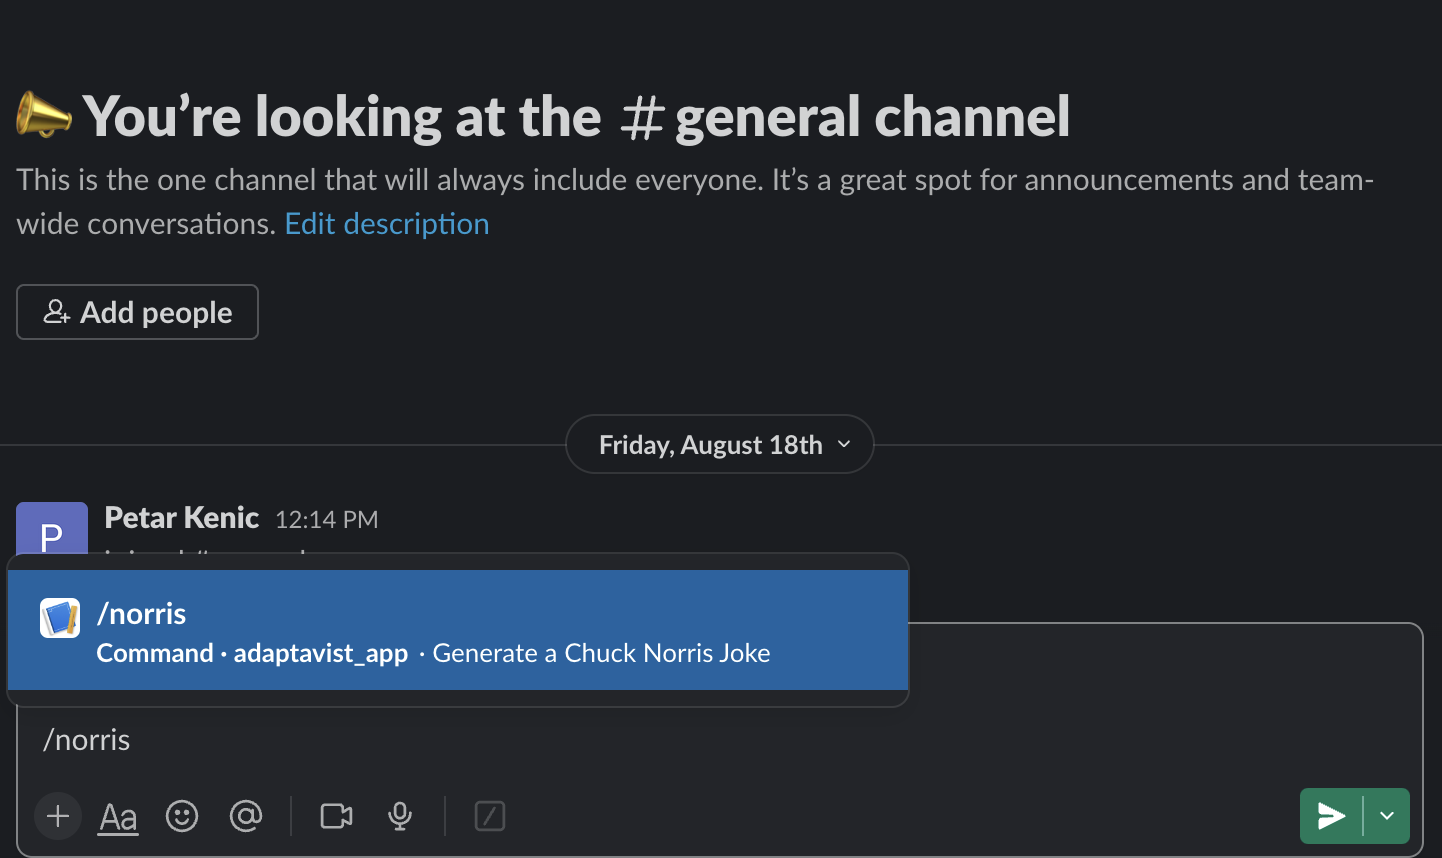 You’re looking at the # general channel
This is the one channel that will always include everyone. It’s a great spot for announcements and team-
wide conversations. Edit description
Add people
Friday, August 18th
P
Petar Kenic 12:14 PM
/norris
Command · adaptavist_app · Generate a Chuck Norris Joke
/norris
Aa